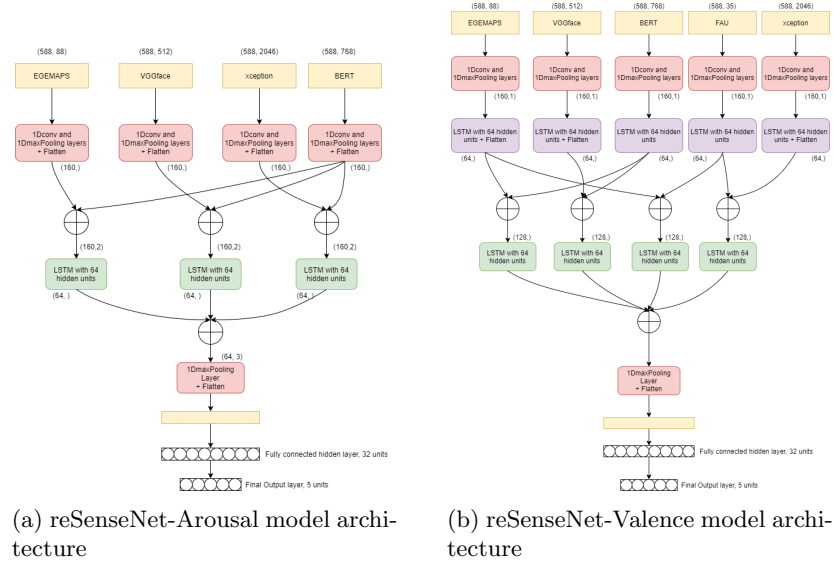 (588, 88)
(588, 512)
(588, 2046)
(588, 768)
EGEMAPS
VGGface
xception
BERT
1Dconv and
1DmaxPooling layers
+ Flatten
1Dconv and
1DmaxPooling layers
+ Flatten
1Dconv and
1DmaxPooling layers
+ Flatten
1Dconv and
1DmaxPooling layers
+ Flatten
(160,)
(160,)
(160,)
(160,)
(160,2)
(160,2)
(160,2)
LSTM with 64
hidden units
LSTM with 64
hidden units
LSTM with 64
hidden units
(64, )
(64, )
(64, )
(64, 3)
1DmaxPooling
Layer
+ Flatten
Fully connected hidden layer, 32 units
Final Output layer, 5 units
(a) reSenseNet-Arousal model archi-
tecture
(588, 88)
(588, 512)
(588, 768)
(588, 35)
(588, 2046)
EGEMAPS
VGGface
BERT
FAU
xception
1Dconv and
1DmaxPooling
layers
1Dconv and
1DmaxPooling
layers
1Dconv and
1DmaxPooling
layers
1Dconv and
1DmaxPooling
layers
1Dconv and
1DmaxPooling
layers
(160,1)
(160,1)
(160,1)
(160,1)
(160,1)
LSTM with 64 hidden
units + Flatten
LSTM with 64 hidden
units + Flatten
LSTM with 64 hidden
units + Flatten
LSTM with 64 hidden
units + Flatten
LSTM with 64 hidden
units + Flatten
(64,)
(64,)
(64,)
(64,)
(64,)
(128,)
(128,)
(128,)
(128,)
LSTM with 64
hidden units
LSTM with 64
hidden units
LSTM with 64
hidden units
LSTM with 64
hidden units
1DmaxPooling
Layer
+ Flatten
Fully connected hidden layer, 32 units
Final Output layer, 5 units
(b) reSenseNet-Valence model archi-
tecture